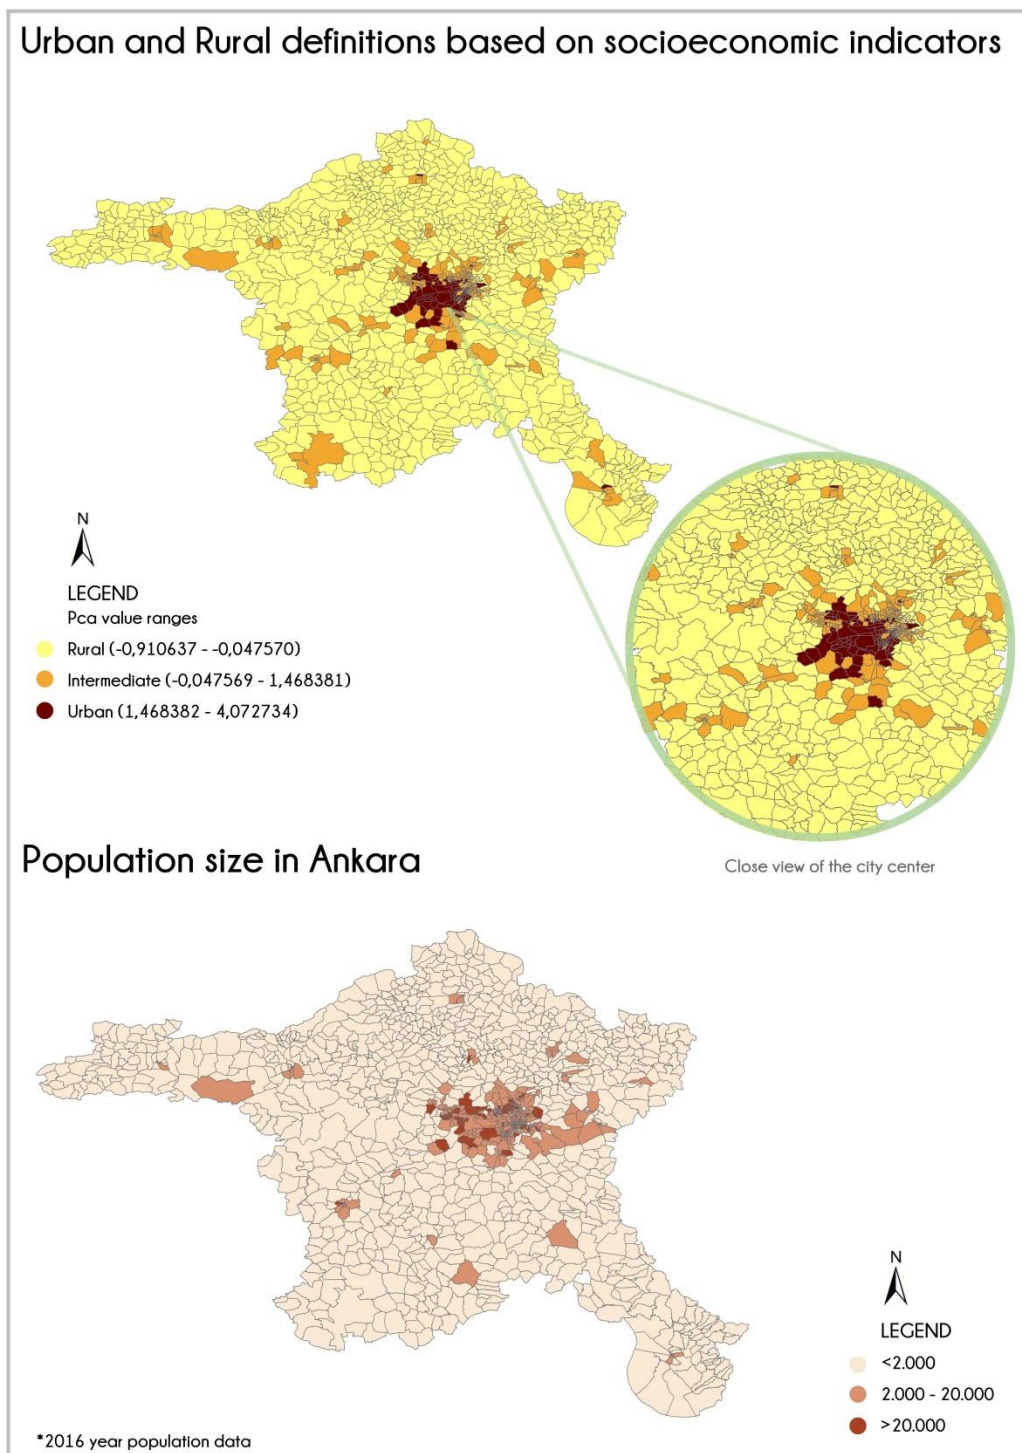 Urban and Rural definitions based on socioeconomic indicators
N
LEGEND
Pca value ranges
Rural (-0,910637 - -0,047570)
Intermediate (-0,047569 - 1,468381)
Urban (1,468382 - 4,072734)
Close view of the city center
Population size in Ankara
N
LEGEND
<2.000
2.000 - 20.000
>20.000
*2016 year population data